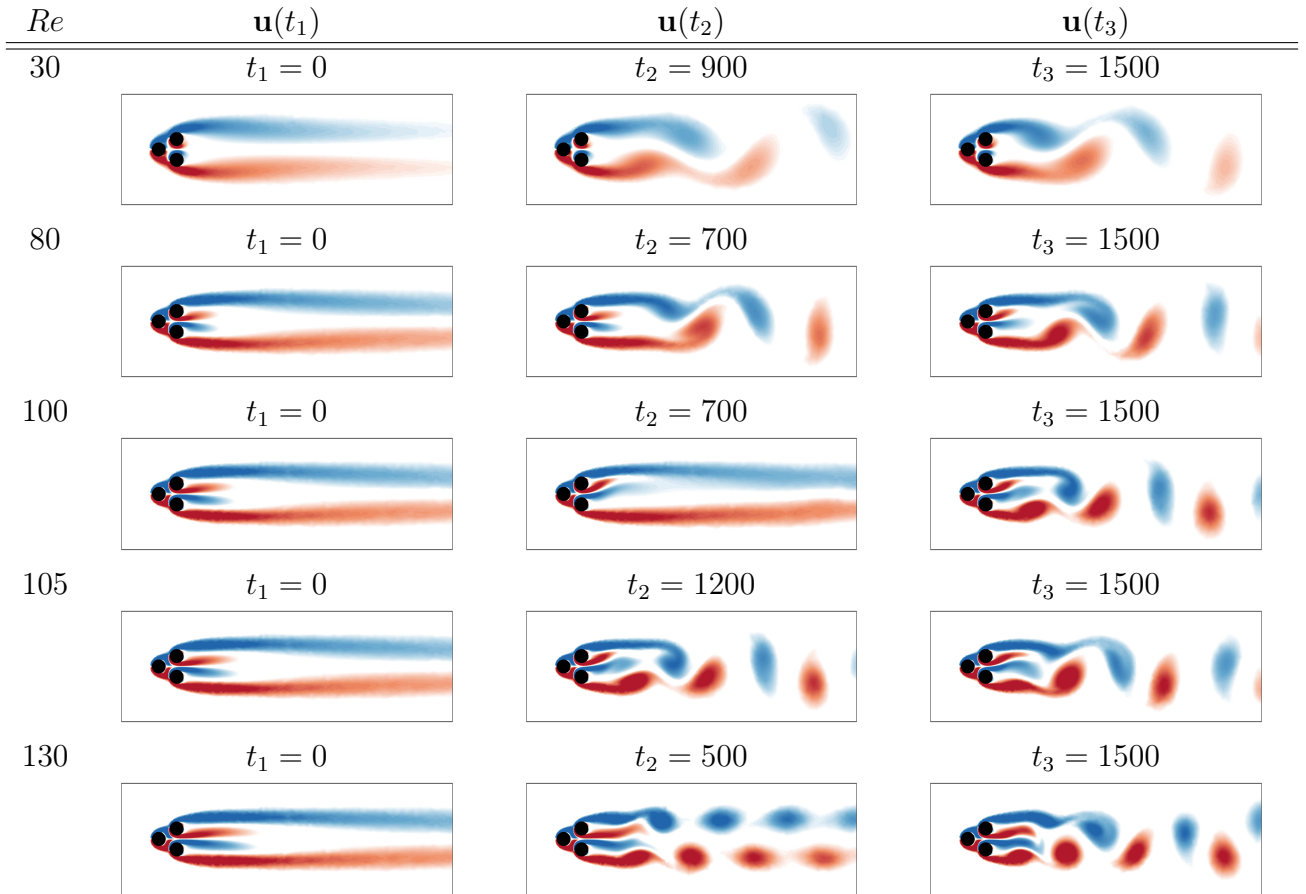 Re u(t₁) u(t₂) u(t₃)
30 t₁ = 0 t₂ = 900 t₃ = 1500
80 t₁ = 0 t₂ = 700 t₃ = 1500
100 t₁ = 0 t₂ = 700 t₃ = 1500
105 t₁ = 0 t₂ = 1200 t₃ = 1500
130 t₁ = 0 t₂ = 500 t₃ = 1500